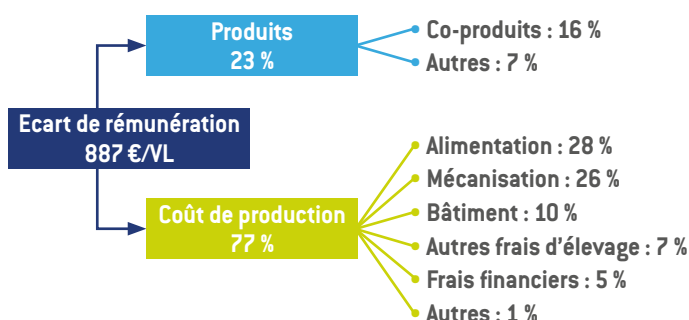 Produits
23 %
Co-produits : 16 %
Autres : 7 %
Ecart de rémunération
887 €/VL
Coût de production
77 %
Alimentation : 28 %
Mécanisation : 26 %
Bâtiment : 10 %
Autres frais d’élevage : 7 %
Frais financiers : 5 %
Autres : 1 %